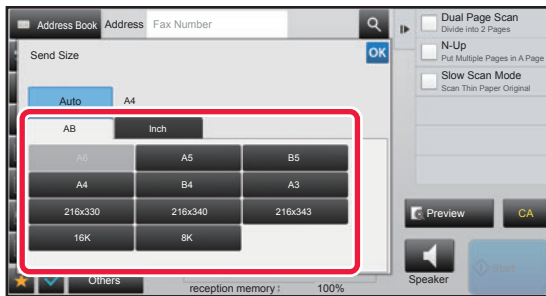 Address Book Address Fax Number
Send Size
OK
Auto A4
AB Inch
A6 A5 B5
A4 B4 A3
216x330 216x340 216x343
16K 8K
Others
reception memory: 100%
Dual Page Scan
Divide into 2 Pages
N-Up
Put Multiple Pages in A Page
Slow Scan Mode
Scan Thin Paper Original
Preview CA
Speaker Start